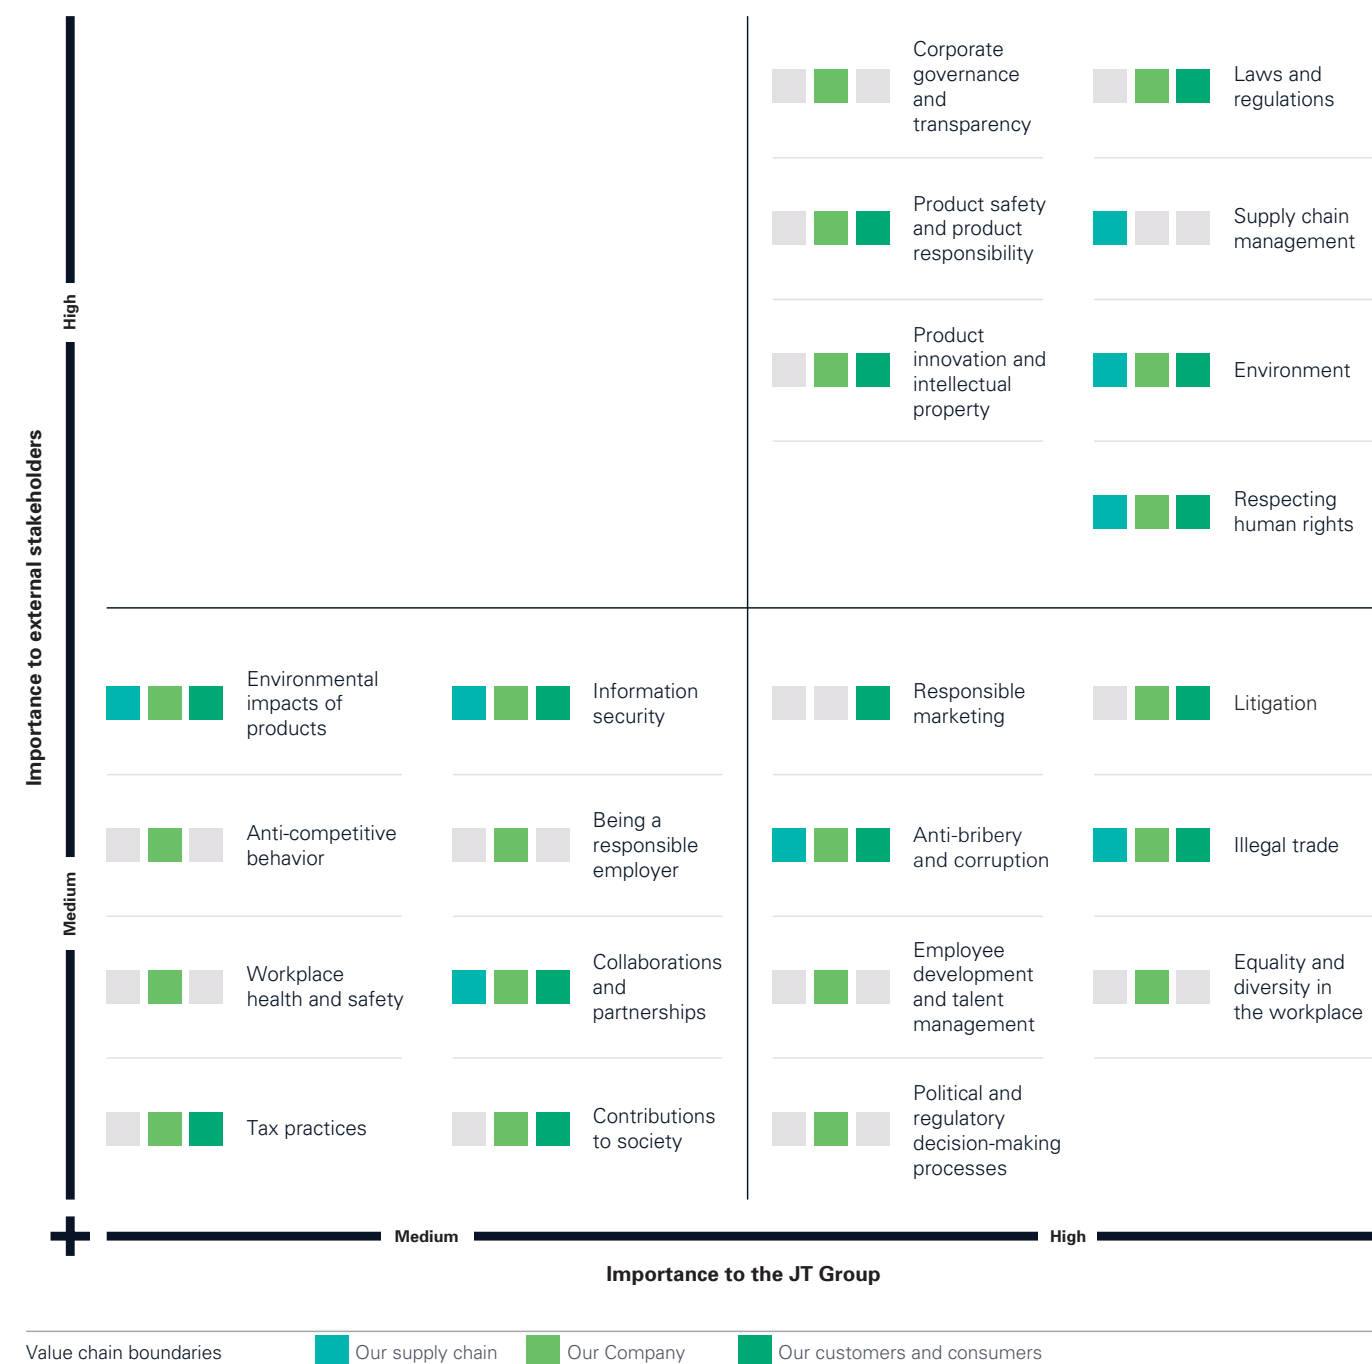 Corporate
governance
and
transparency
Laws and
regulations
Product safety
and product
responsibility
Supply chain
management
Product
innovation and
intellectual
property
Environment
Respecting
human rights
High
Importance to external stakeholders
Medium
Environmental
impacts of
products
Information
security
Responsible
marketing
Litigation
Anti-competitive
behavior
Being a
responsible
employer
Anti-bribery
and corruption
Illegal trade
Workplace
health and safety
Collaborations
and
partnerships
Employee
development
and talent
management
Equality and
diversity in
the workplace
Tax practices
Contributions
to society
Political and
regulatory
decision-making
processes
Medium
High
Importance to the JT Group
Value chain boundaries
Our supply chain
Our Company
Our customers and consumers